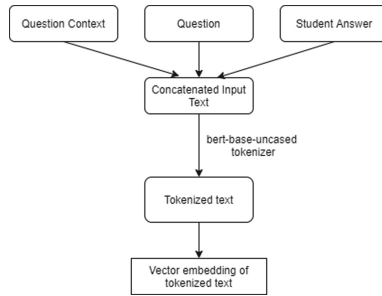 Question Context
Question
Student Answer
Concatenated Input
Text
bert-base-uncased
tokenizer
Tokenized text
Vector embedding of
tokenized text